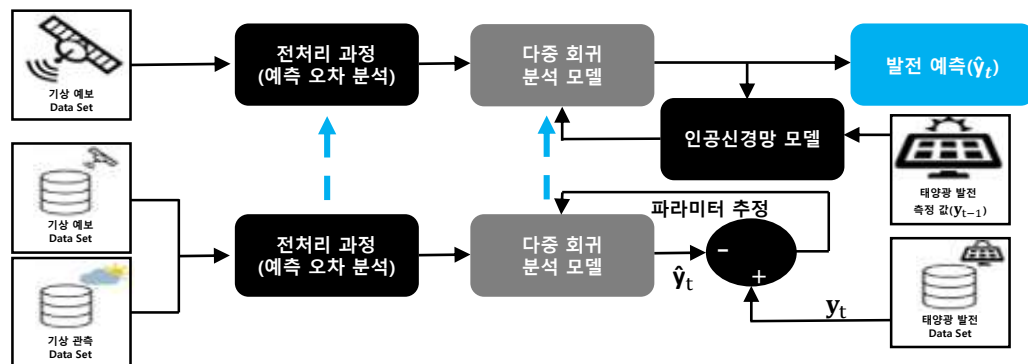 기상 예보
Data Set
전처리 과정
(예측 오차 분석)
다중 회귀
분석 모델
발전 예측(ŷt)
인공신경망 모델
태양광 발전
측정 값(yt−1)
기상 예보
Data Set
기상 관측
Data Set
전처리 과정
(예측 오차 분석)
다중 회귀
분석 모델
파라미터 추정
−
+
ŷt
yt
태양광 발전
Data Set